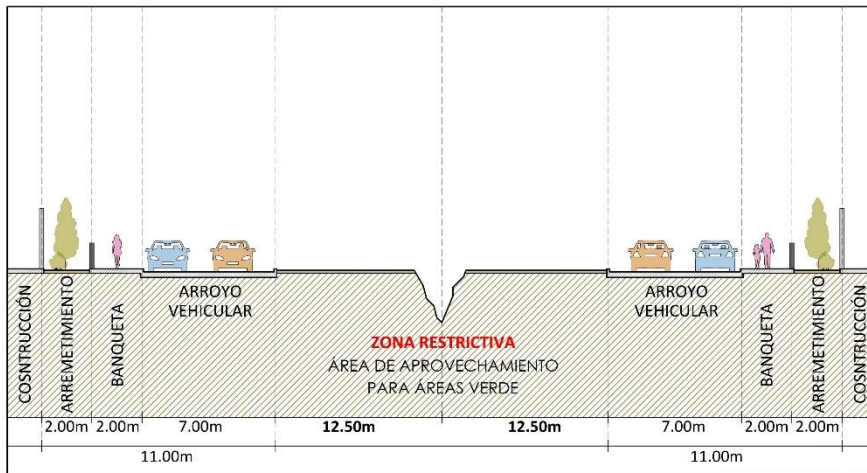 COSNTRUCCIÓN
ARREMETIMIENTO
BANQUETA
ARROYO
VEHICULAR
ZONA RESTRICTIVA
ÁREA DE APROVECHAMIENTO
PARA ÁREAS VERDE
ARROYO
VEHICULAR
BANQUETA
ARREMETIMIENTO
COSNTRUCCIÓN
2.00m 2.00m 7.00m 12.50m 12.50m 7.00m 2.00m 2.00m
11.00m 11.00m